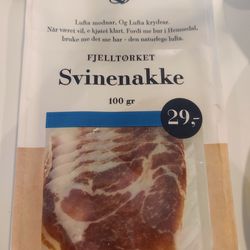 Lufta modnar, Og Lufta krydrar.
Når været vil, e kjøtet klart. Fordi me bur i Hemsedal,
bruke me det me har - den naturlege lufta.
FJELLTØRKET
Svinenakke
100 gr
29,-